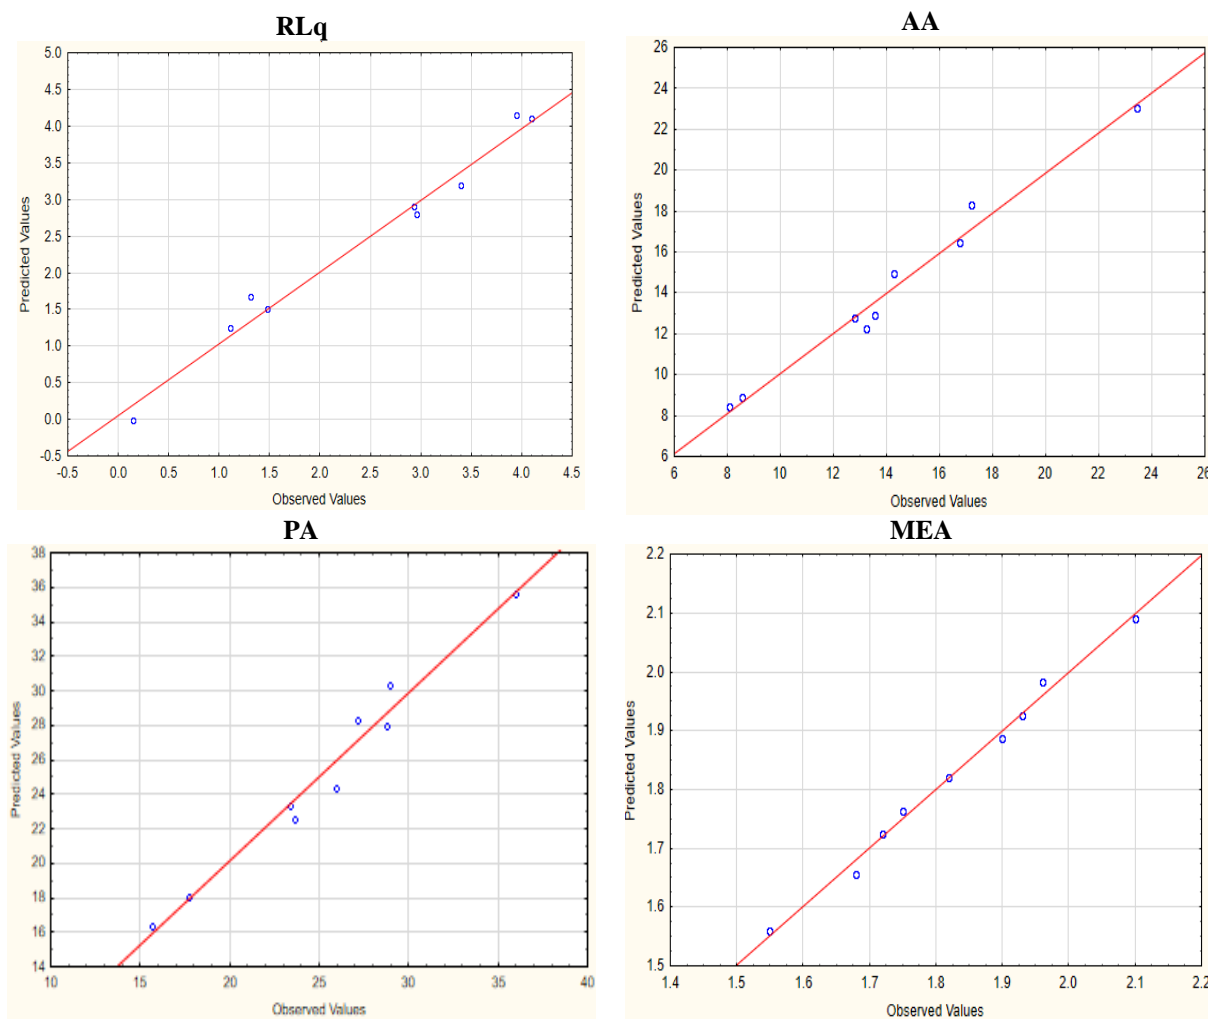 RLq
5.0
4.5
4.0
3.5
3.0
2.5
2.0
1.5
1.0
0.5
0.0
-0.5
Predicted Values
-0.5 0.0 0.5 1.0 1.5 2.0 2.5 3.0 3.5 4.0 4.5
Observed Values
AA
26
24
22
20
18
16
14
12
10
8
6
Predicted Values
6 8 10 12 14 16 18 20 22 24 26
Observed Values
PA
38
36
34
32
30
28
26
24
22
20
18
16
14
Predicted Values
10 15 20 25 30 35 40
Observed Values
MEA
2.2
2.1
2.0
1.9
1.8
1.7
1.6
1.5
Predicted Values
1.4 1.5 1.6 1.7 1.8 1.9 2.0 2.1 2.2
Observed Values